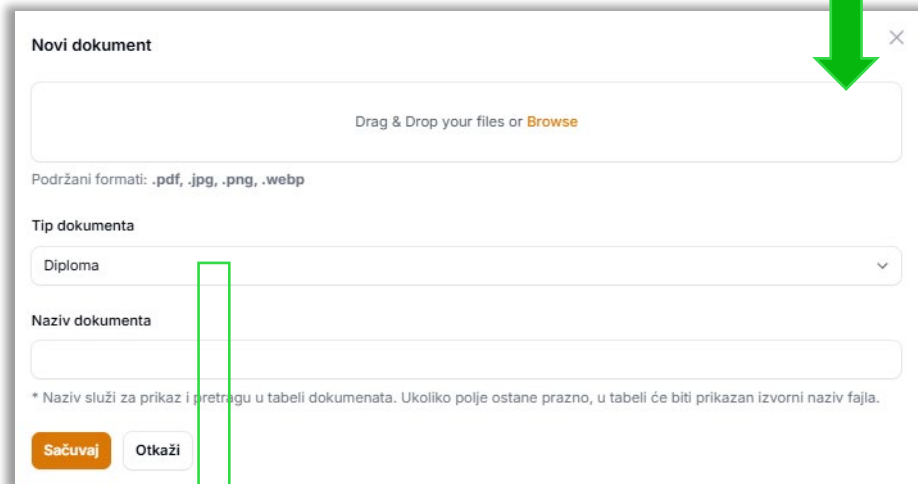 Novi dokument
Drag & Drop your files or Browse
Podržani formati: .pdf, .jpg, .png, .webp
Tip dokumenta
Diploma
Naziv dokumenta
* Naziv služi za prikaz i pretragu u tabeli dokumenata. Ukoliko polje ostane prazno, u tabeli će biti prikazan izvorni naziv fajla.
Sačuvaj Otkaži